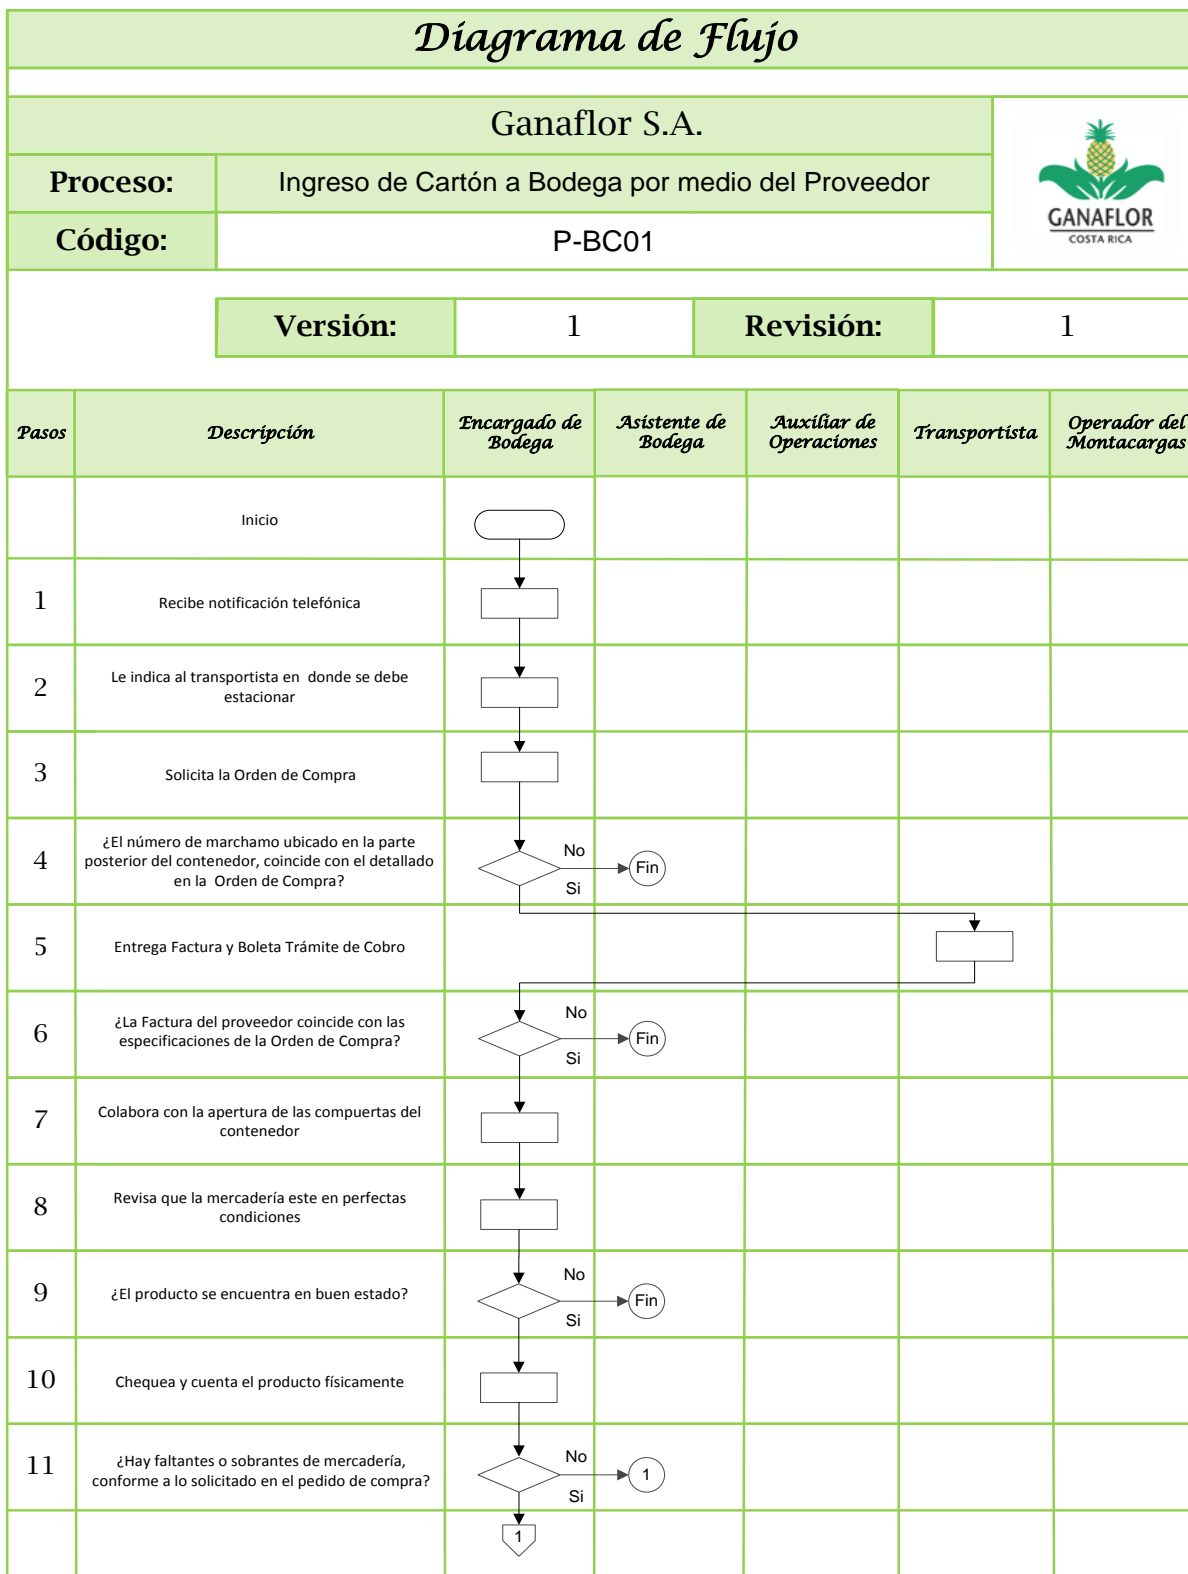 Diagrama de Flujo
Ganaflor S.A.
Proceso:
Ingreso de Cartón a Bodega por medio del Proveedor
Código:
P-BC01
GANAFLOR
COSTA RICA
Versión:
1
Revisión:
1
Pasos
Descripción
Encargado de
Bodega
Asistente de
Bodega
Auxiliar de
Operaciones
Transportista
Operador del
Montacargas
Inicio
1
Recibe notificación telefónica
2
Le indica al transportista en donde se debe
estacionar
3
Solicita la Orden de Compra
4
¿El número de marchamo ubicado en la parte
posterior del contenedor, coincide con el detallado
en la Orden de Compra?
No
Si
Fin
5
Entrega Factura y Boleta Trámite de Cobro
6
¿La Factura del proveedor coincide con las
especificaciones de la Orden de Compra?
No
Si
Fin
7
Colabora con la apertura de las compuertas del
contenedor
8
Revisa que la mercadería este en perfectas
condiciones
9
¿El producto se encuentra en buen estado?
No
Si
Fin
10
Chequea y cuenta el producto físicamente
11
¿Hay faltantes o sobrantes de mercadería,
conforme a lo solicitado en el pedido de compra?
No
Si
1
1